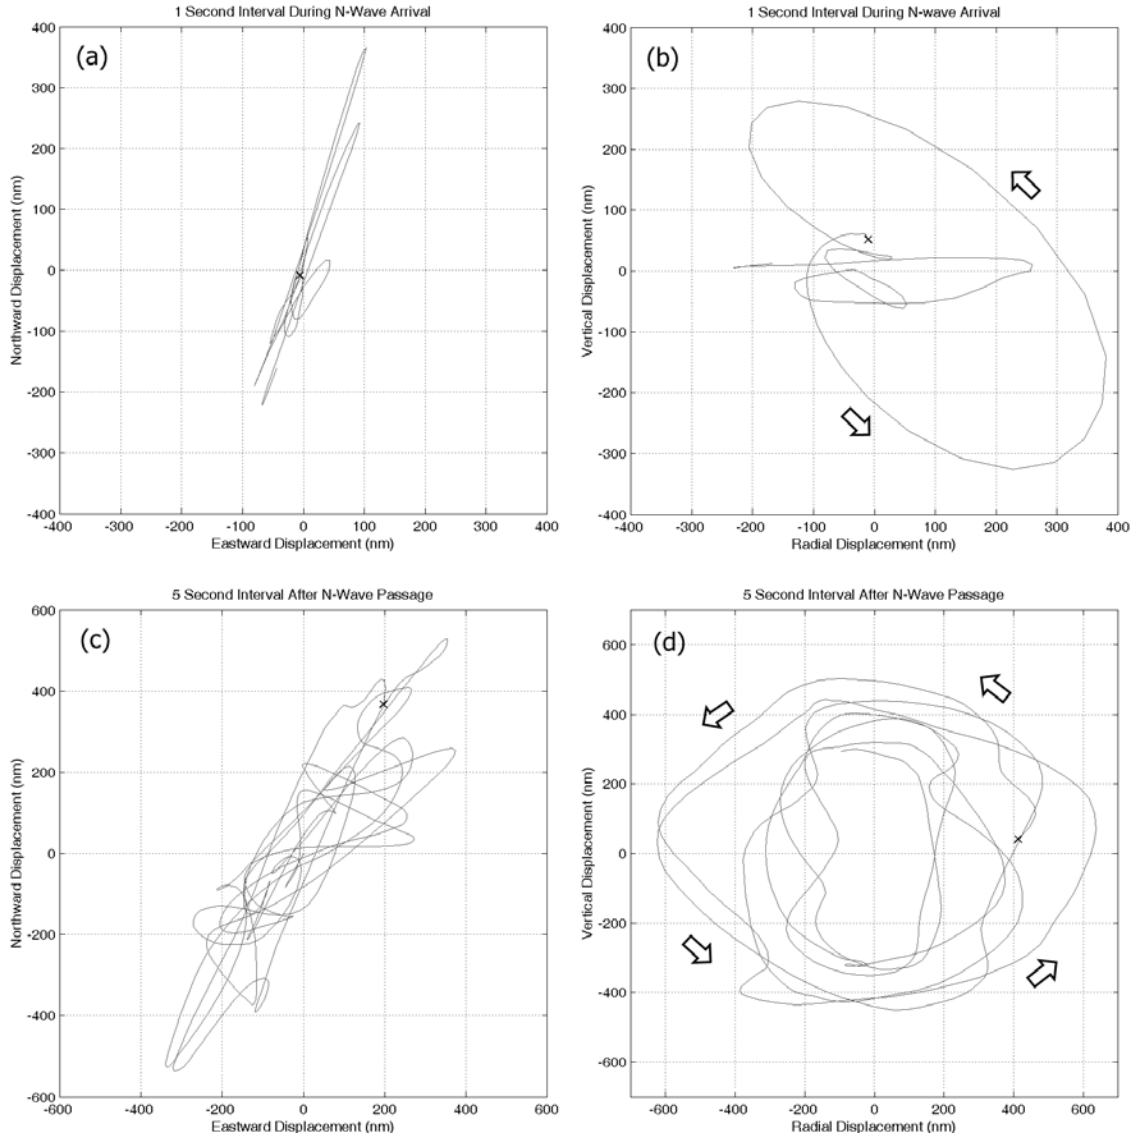 1 Second Interval During N-Wave Arrival
(a)
400
300
200
100
0
-100
-200
-300
-400
-400 -300 -200 -100 0 100 200 300 400
Northward Displacement (nm)
Eastward Displacement (nm)
1 Second Interval During N-wave Arrival
(b)
400
300
200
100
0
-100
-200
-300
-400
-400 -300 -200 -100 0 100 200 300 400
Vertical Displacement (nm)
Radial Displacement (nm)
5 Second Interval After N-Wave Passage
(c)
600
400
200
0
-200
-400
-600
-600 -400 -200 0 200 400 600
Northward Displacement (nm)
Eastward Displacement (nm)
5 Second Interval After N-Wave Passage
(d)
600
400
200
0
-200
-400
-600
-600 -400 -200 0 200 400 600
Vertical Displacement (nm)
Radial Displacement (nm)